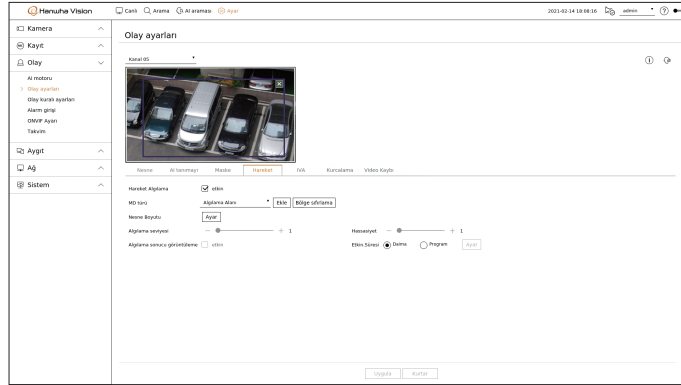 Hanwha Vision
Canlı Arama AI araması Ayar
2021-02-14 18:08:16 admin
Kamera
Kayıt
Olay
AI motoru
Olay ayarları
Olay kuralı ayarları
Alarm girişi
ONVIF Ayarı
Takvim
Aygıt
Ağ
Sistem
Olay ayarları
Kanal 05
Nesne AI tanımayı Maske Hareket IVA Kurcalama Video Kaybı
Hareket Algılama etkin
MD türü Algılama Alanı Ekle Bölge sıfırlama
Nesne Boyutu Ayar
Algılama seviyesi 1 Hassasiyet 1
Algılama sonucu görüntüleme etkin Etkin.Süresi Daima Program Ayar
Uygula Kurtar